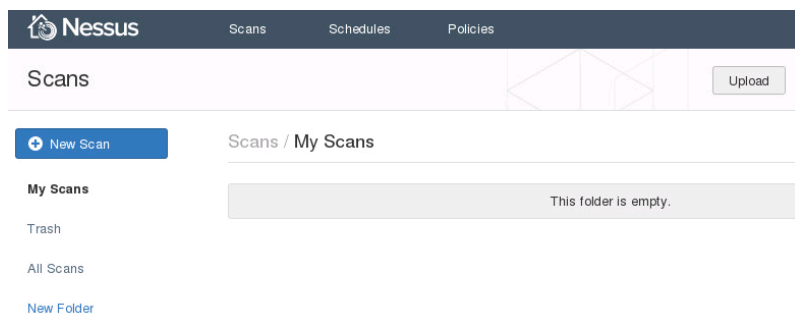 Nessus Scans Schedules Policies
Scans Upload
New Scan
Scans / My Scans
My Scans
This folder is empty.
Trash
All Scans
New Folder